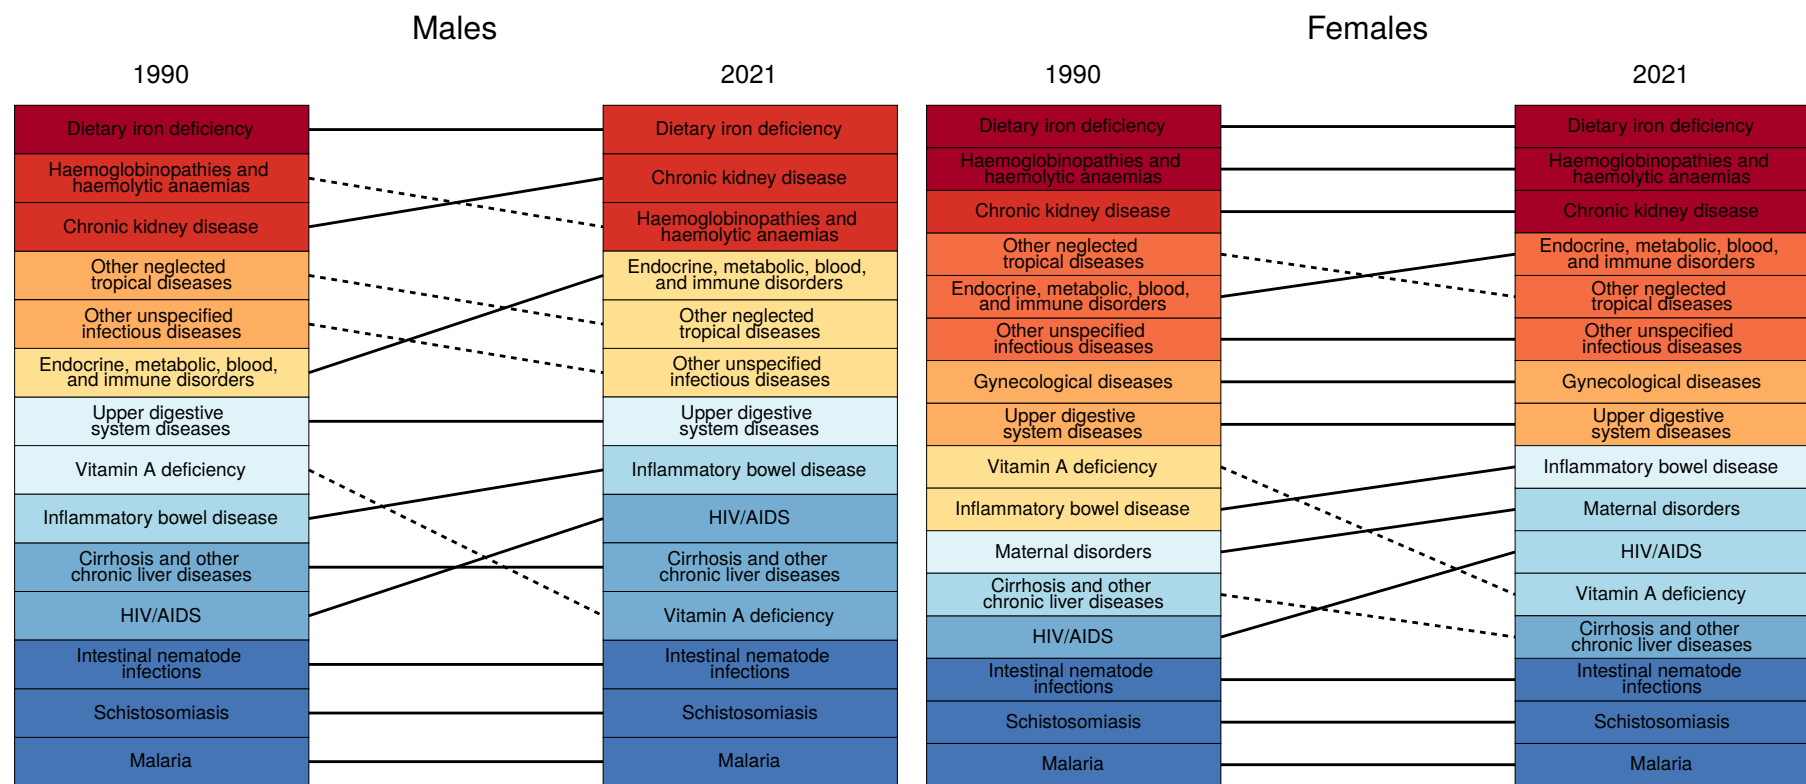 Males
1990
2021
Dietary iron deficiency
Haemoglobinopathies and
haemolytic anaemias
Chronic kidney disease
Other neglected
tropical diseases
Other unspecified
infectious diseases
Endocrine, metabolic, blood,
and immune disorders
Upper digestive
system diseases
Vitamin A deficiency
Inflammatory bowel disease
Cirrhosis and other
chronic liver diseases
HIV/AIDS
Intestinal nematode
infections
Schistosomiasis
Malaria
Dietary iron deficiency
Chronic kidney disease
Haemoglobinopathies and
haemolytic anaemias
Endocrine, metabolic, blood,
and immune disorders
Other neglected
tropical diseases
Other unspecified
infectious diseases
Upper digestive
system diseases
Inflammatory bowel disease
HIV/AIDS
Cirrhosis and other
chronic liver diseases
Vitamin A deficiency
Intestinal nematode
infections
Schistosomiasis
Malaria
Females
1990
2021
Dietary iron deficiency
Haemoglobinopathies and
haemolytic anaemias
Chronic kidney disease
Other neglected
tropical diseases
Endocrine, metabolic, blood,
and immune disorders
Other unspecified
infectious diseases
Gynecological diseases
Upper digestive
system diseases
Vitamin A deficiency
Inflammatory bowel disease
Maternal disorders
Cirrhosis and other
chronic liver diseases
HIV/AIDS
Intestinal nematode
infections
Schistosomiasis
Malaria
Dietary iron deficiency
Haemoglobinopathies and
haemolytic anaemias
Chronic kidney disease
Endocrine, metabolic, blood,
and immune disorders
Other neglected
tropical diseases
Other unspecified
infectious diseases
Gynecological diseases
Upper digestive
system diseases
Inflammatory bowel disease
Maternal disorders
HIV/AIDS
Vitamin A deficiency
Cirrhosis and other
chronic liver diseases
Intestinal nematode
infections
Schistosomiasis
Malaria